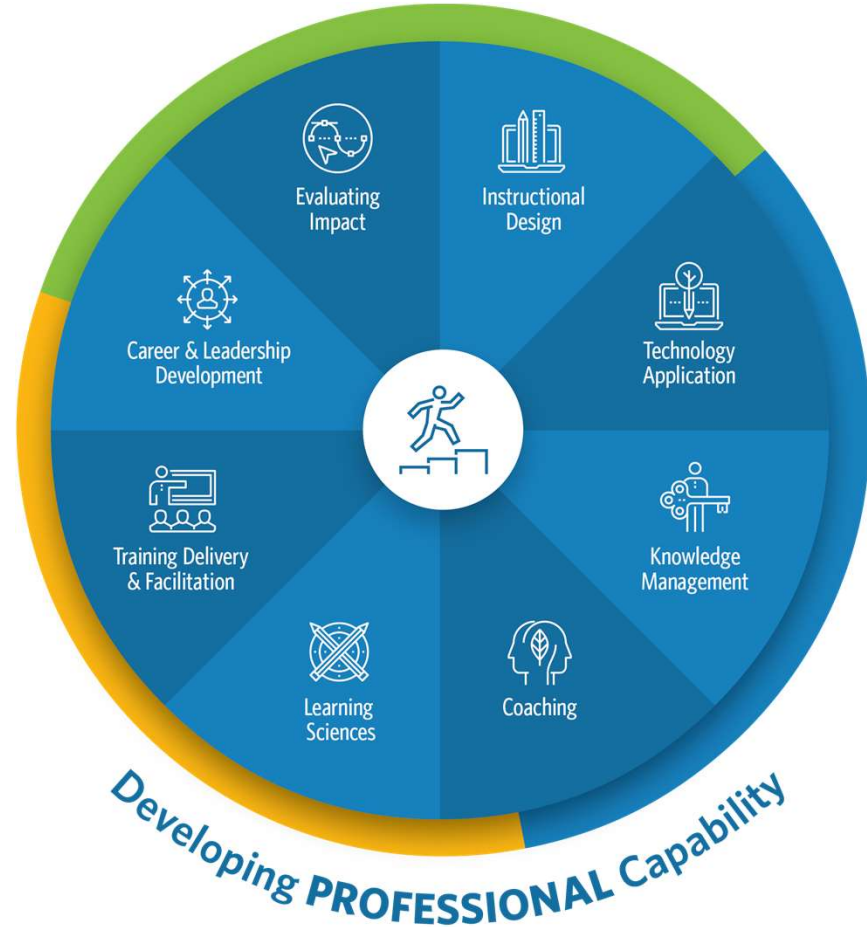 Evaluating
Impact
Instructional
Design
Career & Leadership
Development
Technology
Application
Training Delivery
& Facilitation
Knowledge
Management
Learning
Sciences
Coaching
Developing PROFESSIONAL Capability